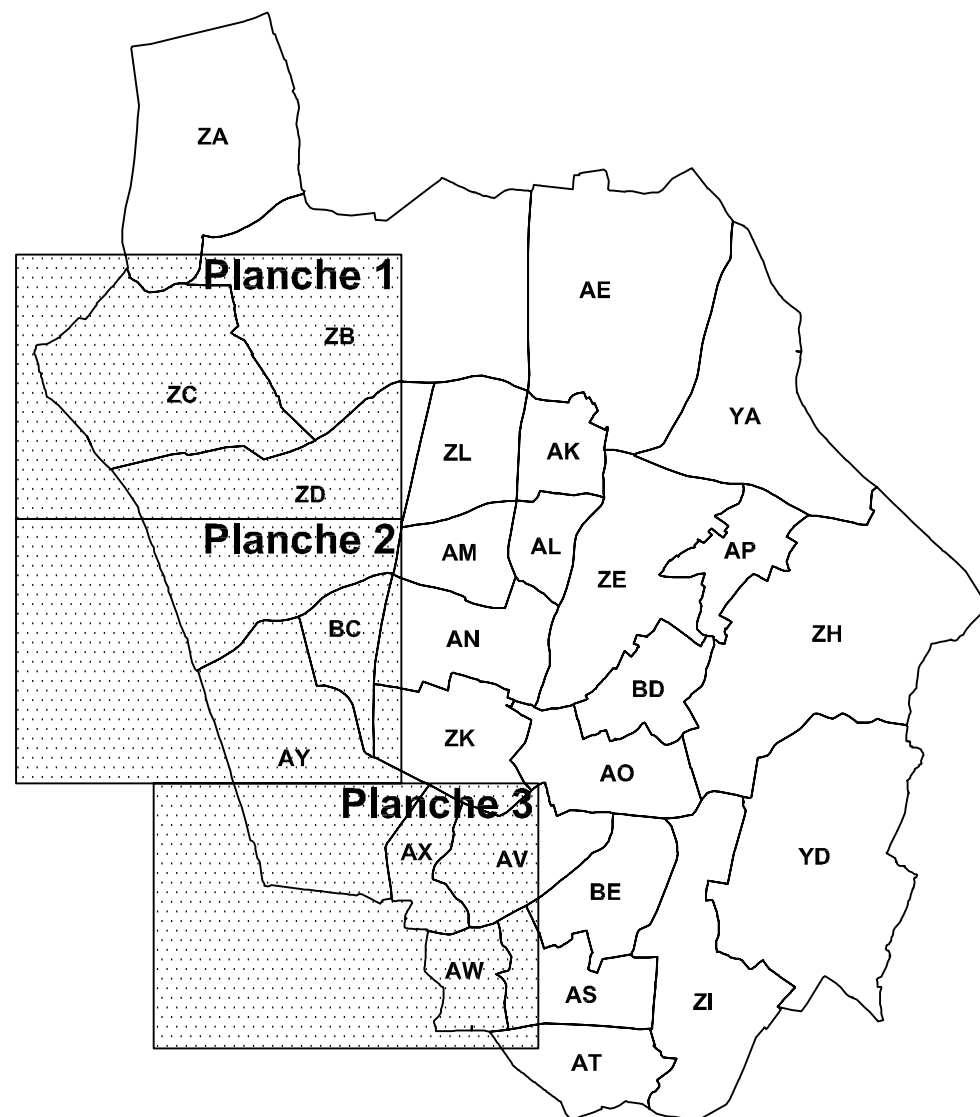 ZA
Planche 1
AE
ZB
ZC
YA
ZL
AK
ZD
Planche 2
AM
AL
AP
ZE
BC
AN
ZH
BD
ZK
AY
AO
Planche 3
AX
AV
YD
BE
AW
AS
ZI
AT